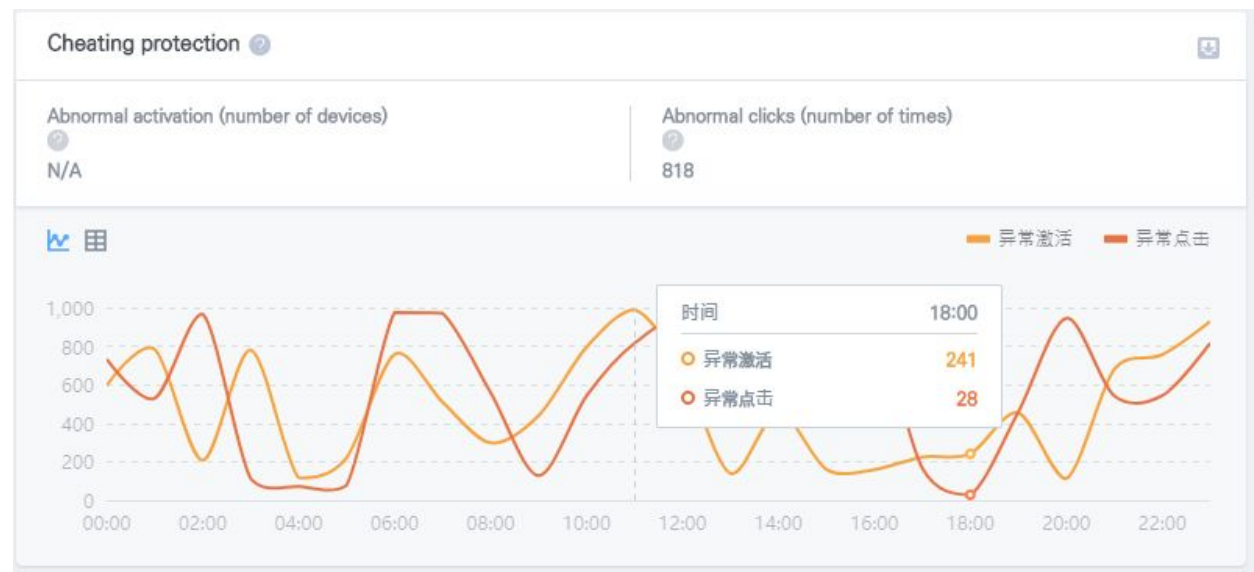 Cheating protection ?
Abnormal activation (number of devices)
?
N/A
Abnormal clicks (number of times)
?
818
异常激活 异常点击
1,000
800
600
400
200
0
00:00 02:00 04:00 06:00 08:00 10:00 12:00 14:00 16:00 18:00 20:00 22:00
时间 18:00
异常激活 241
异常点击 28